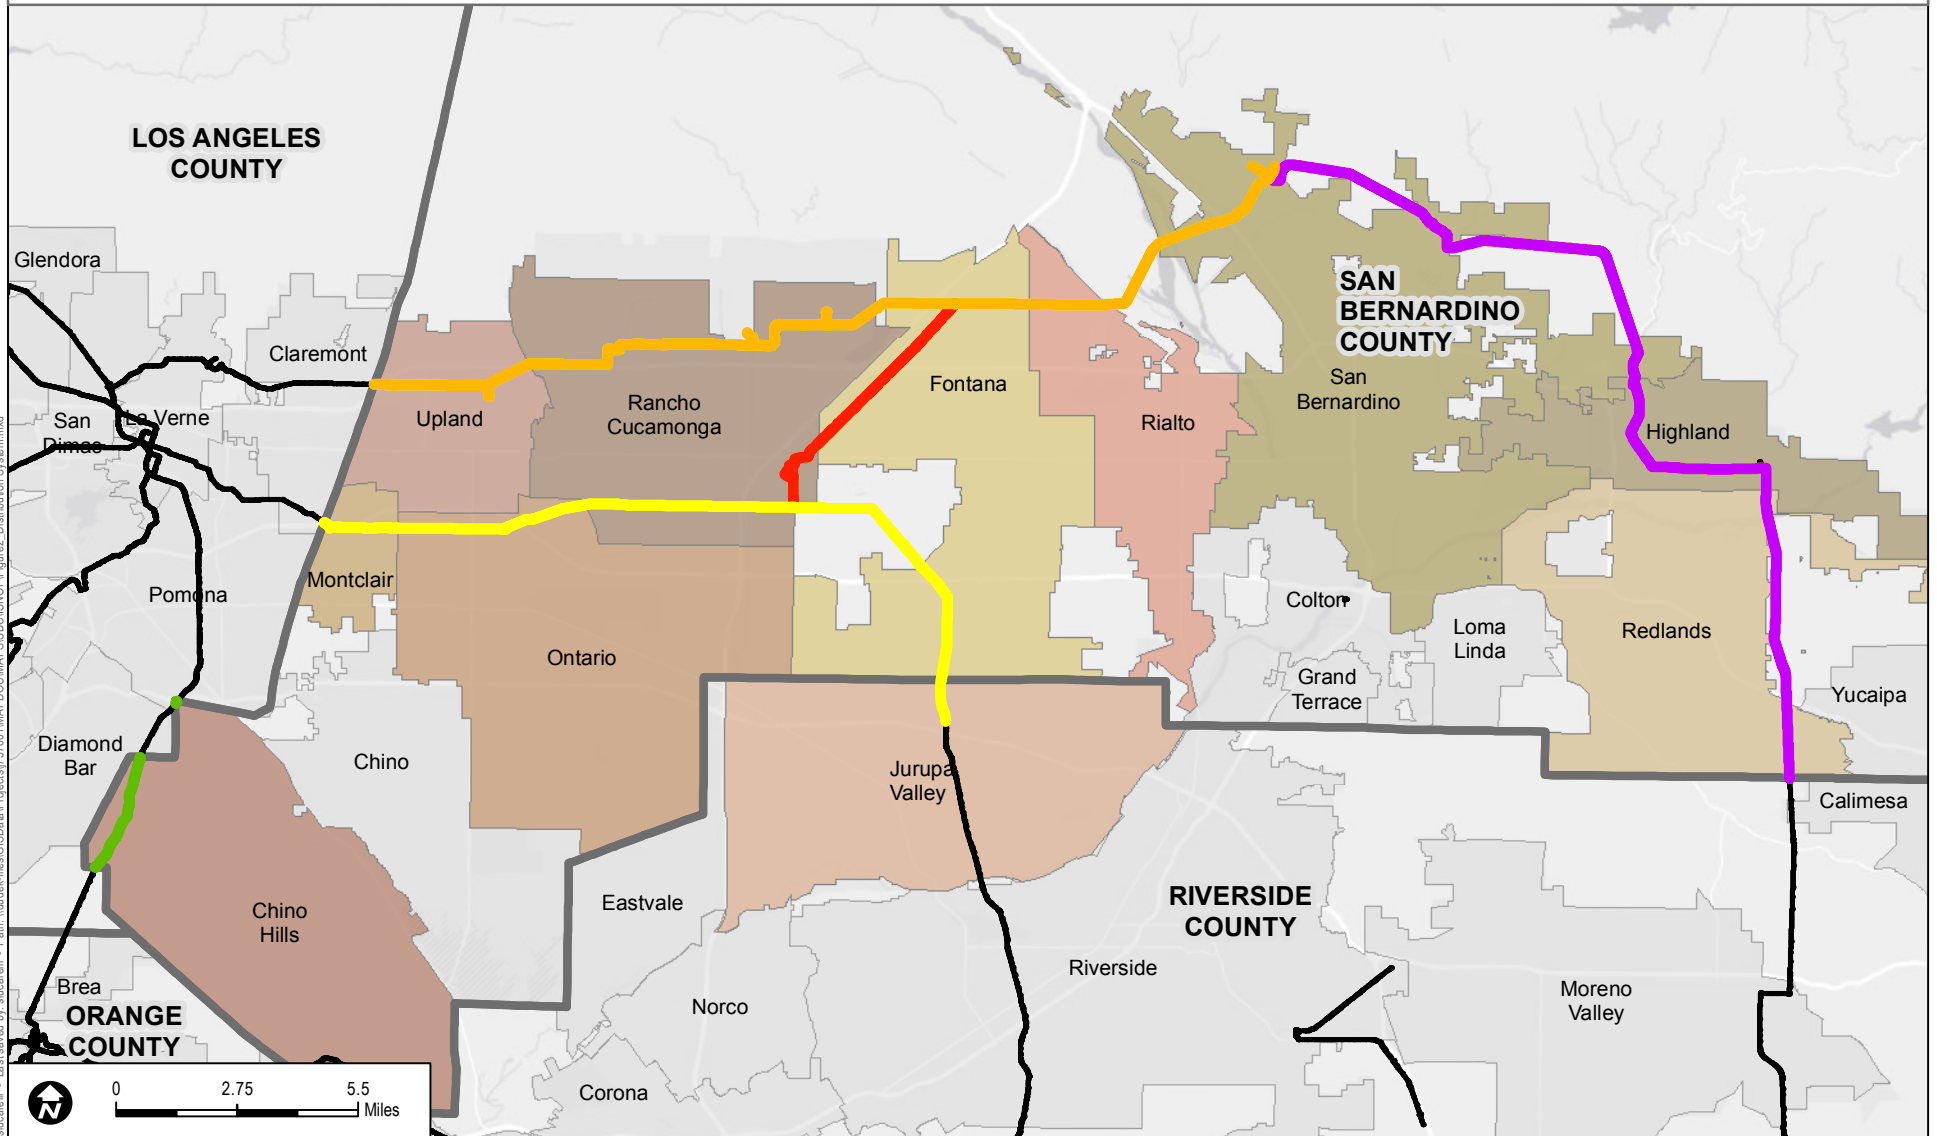 LOS ANGELES
COUNTY
Glendora
Claremont
San
Dimas
La Verne
Upland
Rancho
Cucamonga
Fontana
Rialto
SAN
BERNARDINO
COUNTY
San
Bernardino
Highland
Montclair
Pomona
Ontario
Colton
Loma
Linda
Redlands
Grand
Terrace
Yucaipa
Diamond
Bar
Chino
Jurupa
Valley
Calimesa
Chino
Hills
Eastvale
RIVERSIDE
COUNTY
Riverside
Norco
Moreno
Valley
Brea
ORANGE
COUNTY
Corona
N
0 2.75 5.5
Miles